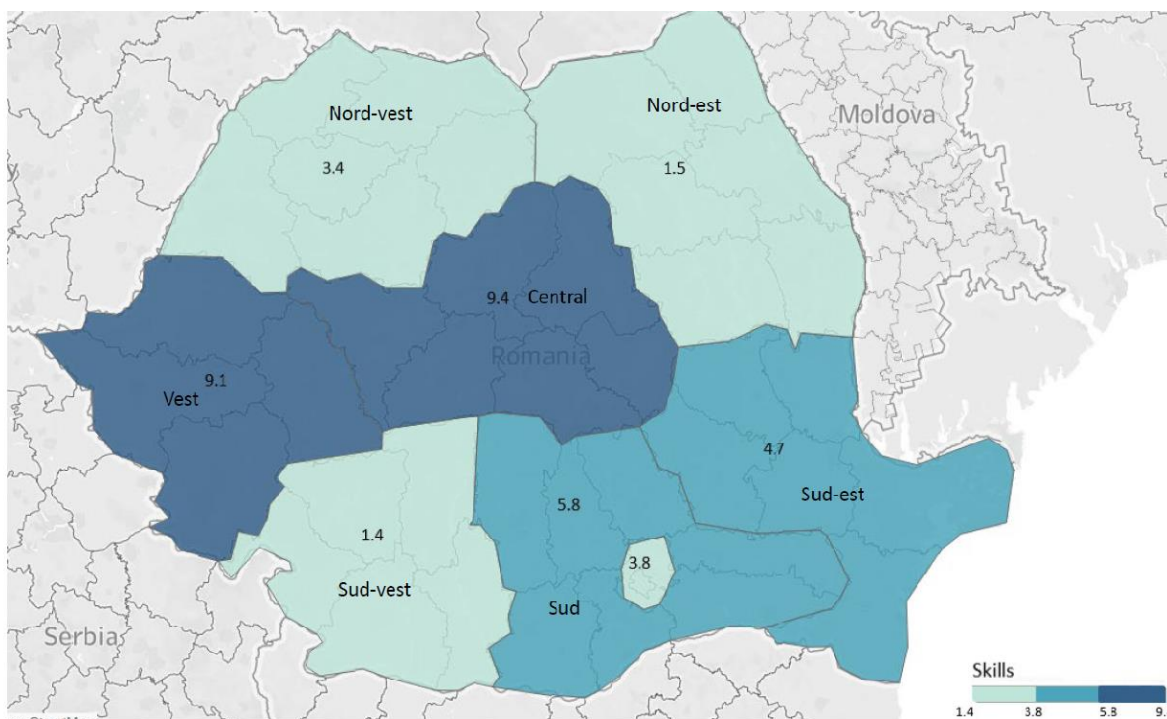 Nord-vest
Nord-est
Moldova
3.4
1.5
9.4 Central
Romania
9.1
Vest
4.7
Sud-est
5.8
1.4
3.8
Sud-vest
Sud
Serbia
Skills
1.4 3.8 5.8 9.